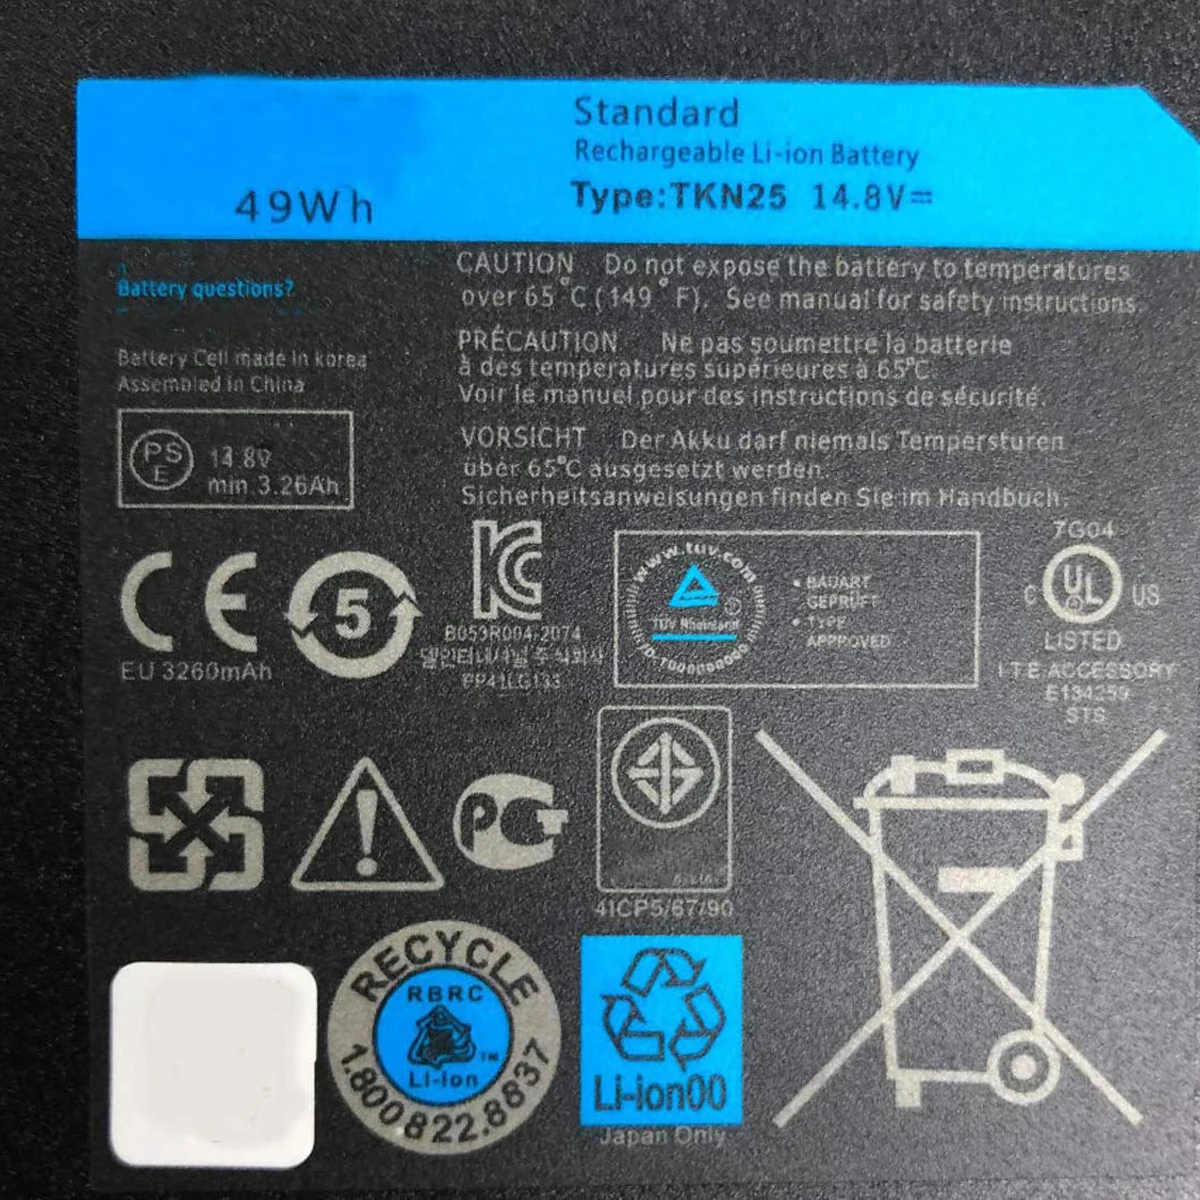 Standard
Rechargeable Li-ion Battery
49Wh
Type:TKN25 14.8V
Battery questions?
CAUTION Do not expose the battery to temperatures
over 65°C (149°F). See manual for safety instructions.
PRÉCAUTION Ne pas soumettre la batterie
à des temperatures supérieures à 65°C.
Voir le manuel pour des instructions de sécurité.
VORSICHT Der Akku darf niemals Tempersturen
über 65°C ausgesetzt werden.
Sicherheitsanweisungen finden Sie im Handbuch.
Battery Cell made in korea
Assembled in China
PS
E
14.8V
min 3.26Ah
CE
EU 3260mAh
5
B053R004-2074
www.tuv.com
TÜV Rheinland
BAUART
GEPRÜFT
TYPE
APPROVED
7G04
C UL US
LISTED
I T E ACCESSORY
STS
4ICP5/67/90
RECYCLE
RBRC
Li-Ion
TM
1.800.822.8837
Li-ion00
Japan Only